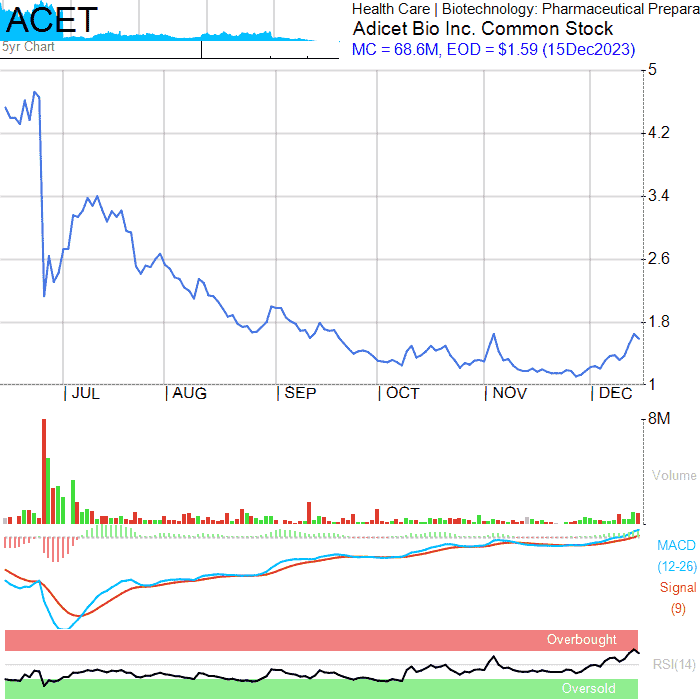 ACET
5yr Chart
Health Care | Biotechnology: Pharmaceutical Prepara
Adicet Bio Inc. Common Stock
MC = 68.6M, EOD = $1.59 (15Dec2023)
5
4.2
3.4
2.6
1.8
1
| JUL | AUG | SEP | OCT | NOV | DEC
8M
Volume
MACD
(12-26)
Signal
(9)
Overbought
RSI(14)
Oversold